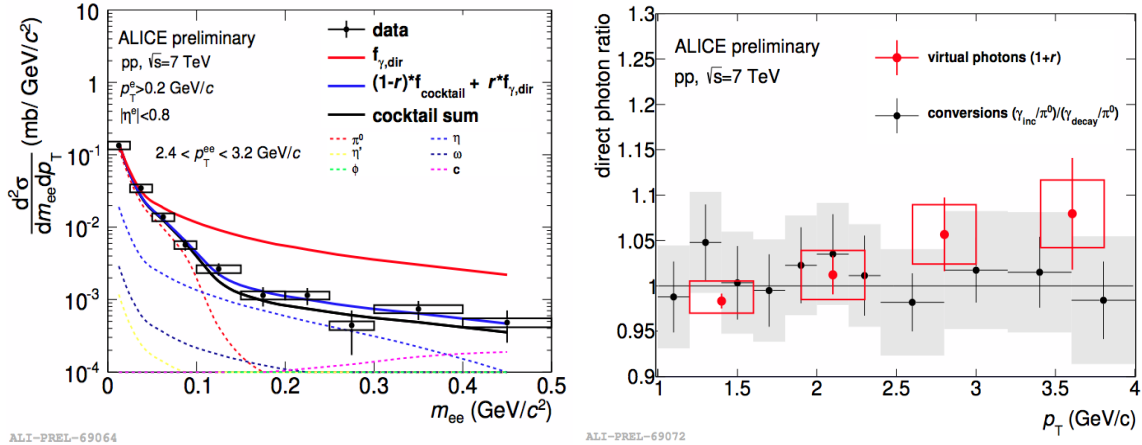 ALICE preliminary
pp, √s=7 TeV
p_T^e>0.2 GeV/c
|η^e|<0.8
2.4 < p_T^ee < 3.2 GeV/c
data
f_γ,dir
(1-r)*f_cocktail + r*f_γ,dir
cocktail sum
π⁰ η
η' ω
ϕ c
d²σ/dm_ee dp_T (mb/ GeV/c²)
10
1
10⁻¹
10⁻²
10⁻³
10⁻⁴
0 0.1 0.2 0.3 0.4 0.5
m_ee (GeV/c²)
ALI-PREL-69064
ALICE preliminary
pp, √s=7 TeV
virtual photons (1+r)
conversions (γ_inc/π⁰)/(γ_decay/π⁰)
direct photon ratio
1.3
1.25
1.2
1.15
1.1
1.05
1
0.95
0.9
1 1.5 2 2.5 3 3.5 4
p_T (GeV/c)
ALI-PREL-69072